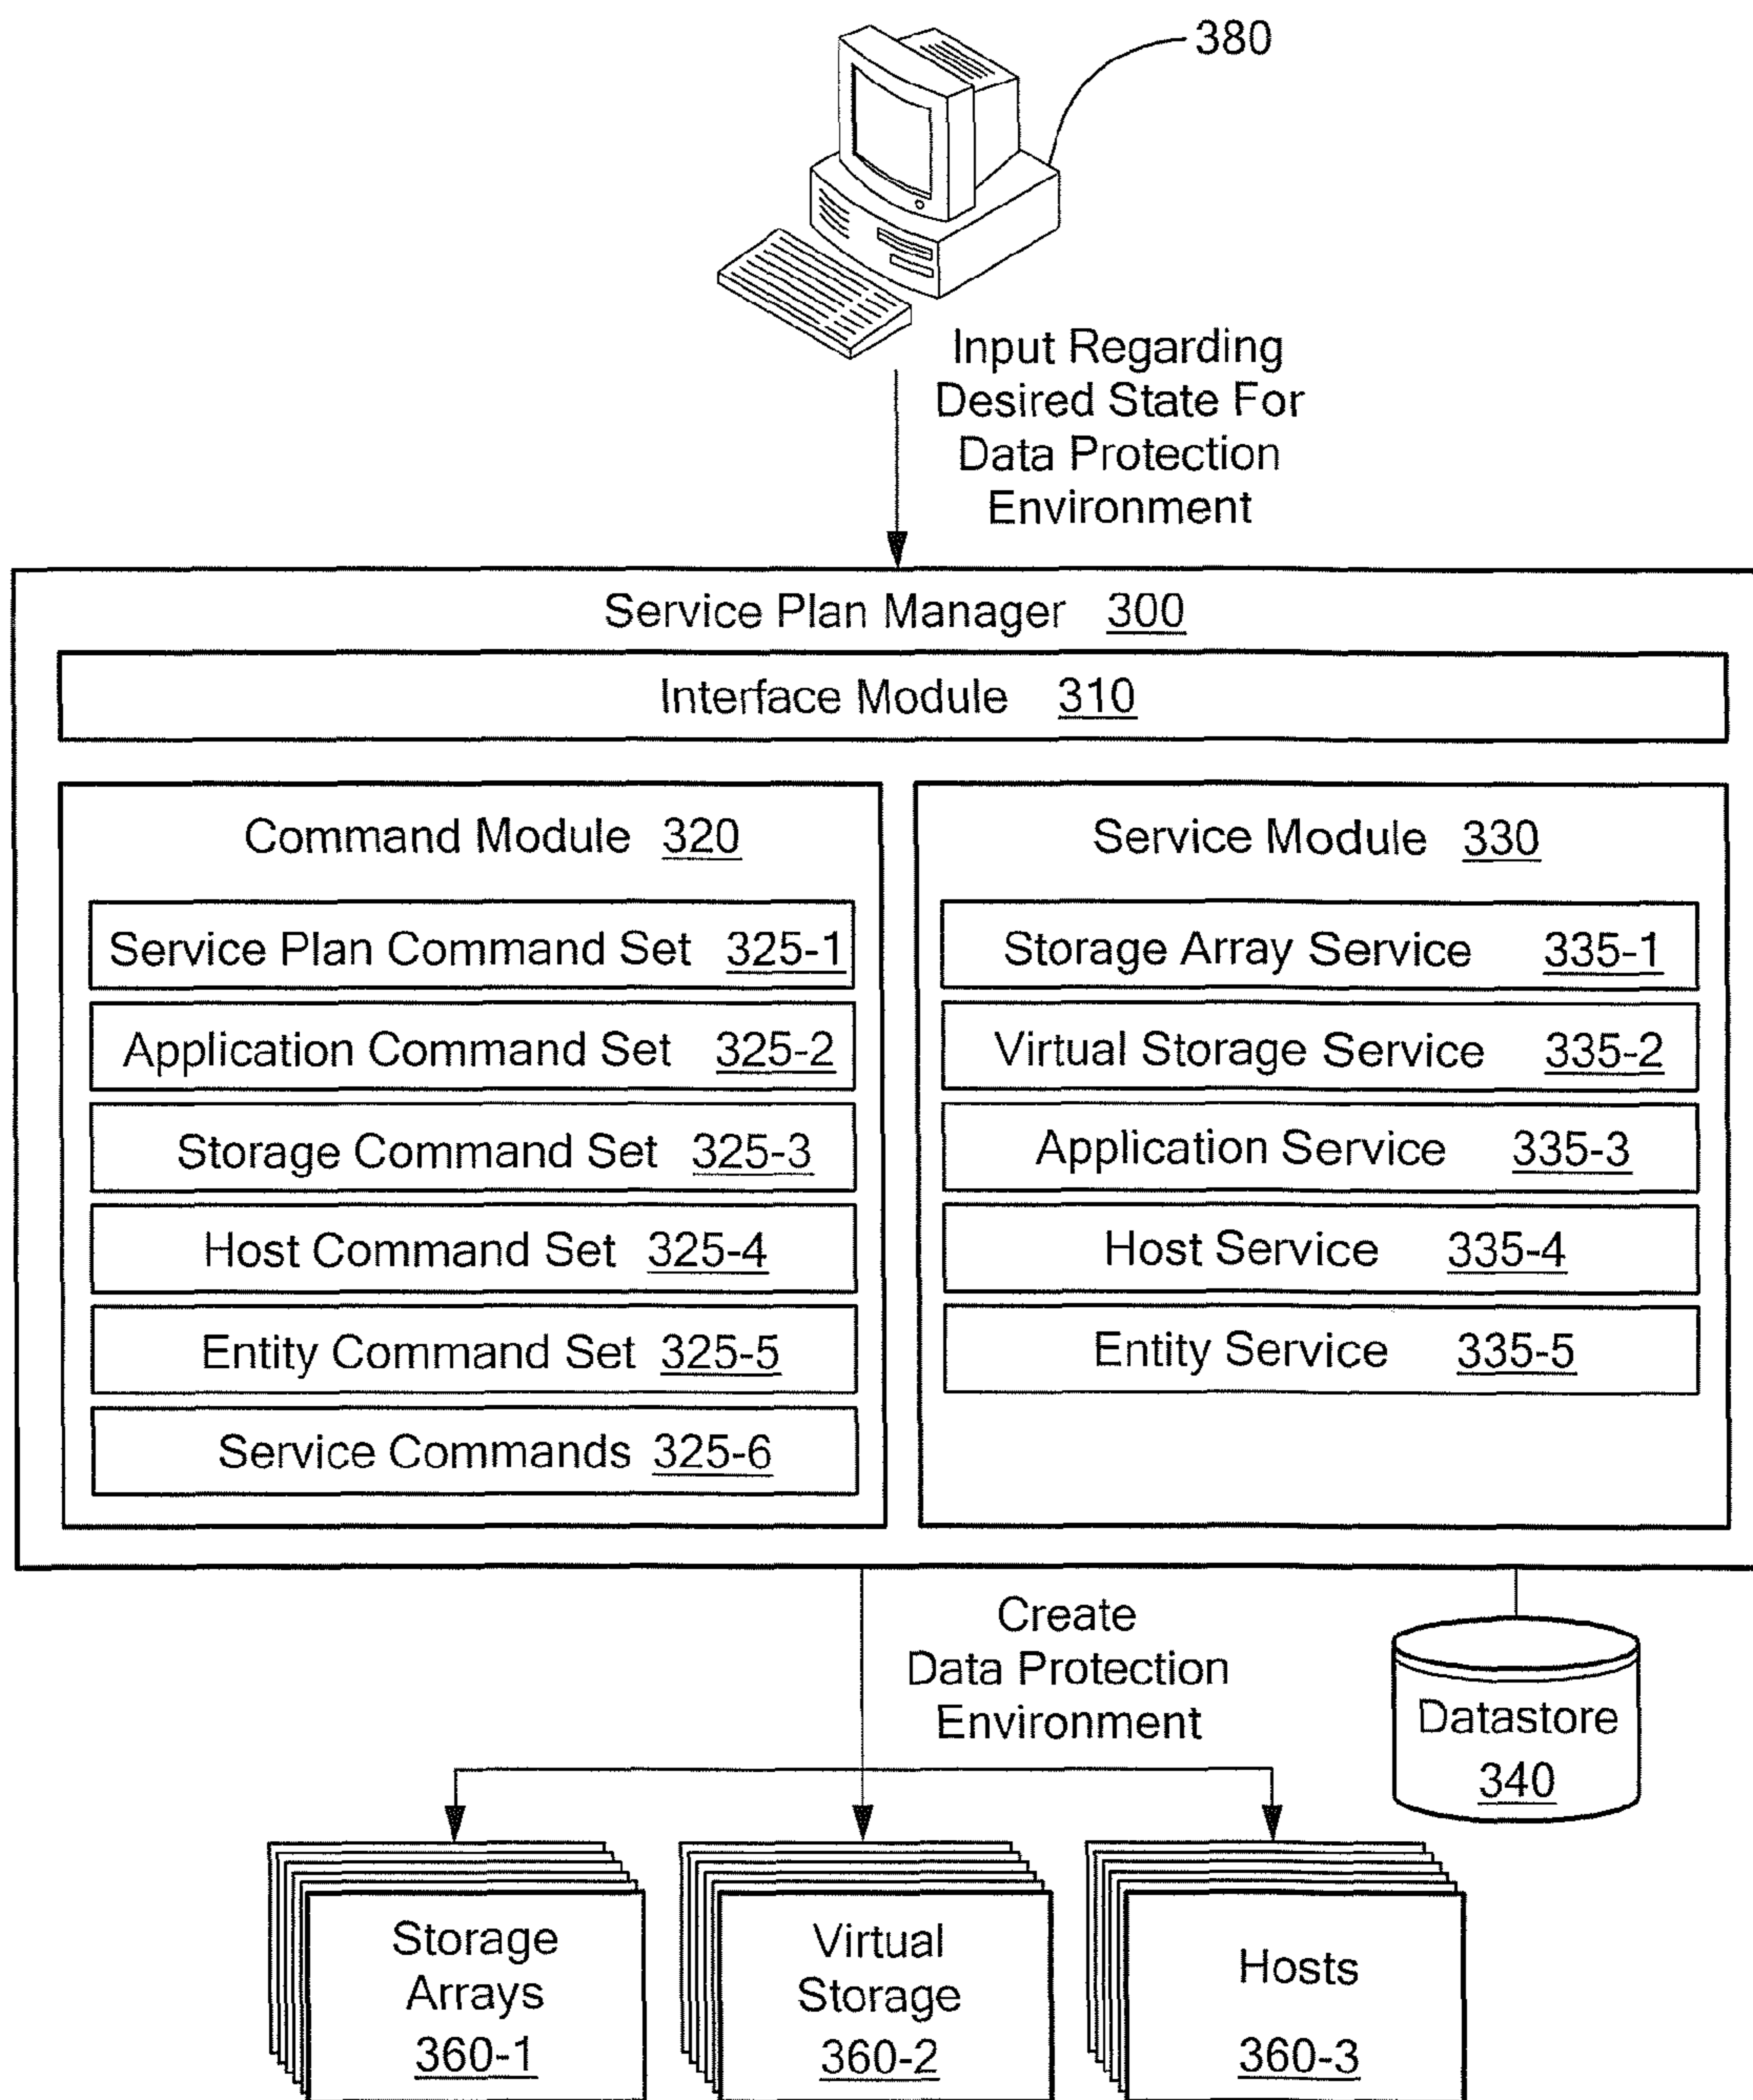 380
Input Regarding
Desired State For
Data Protection
Environment
Service Plan Manager 300
Interface Module 310
Command Module 320
Service Plan Command Set 325-1
Application Command Set 325-2
Storage Command Set 325-3
Host Command Set 325-4
Entity Command Set 325-5
Service Commands 325-6
Service Module 330
Storage Array Service 335-1
Virtual Storage Service 335-2
Application Service 335-3
Host Service 335-4
Entity Service 335-5
Create
Data Protection
Environment
Datastore
340
Storage
Arrays
360-1
Virtual
Storage
360-2
Hosts
360-3